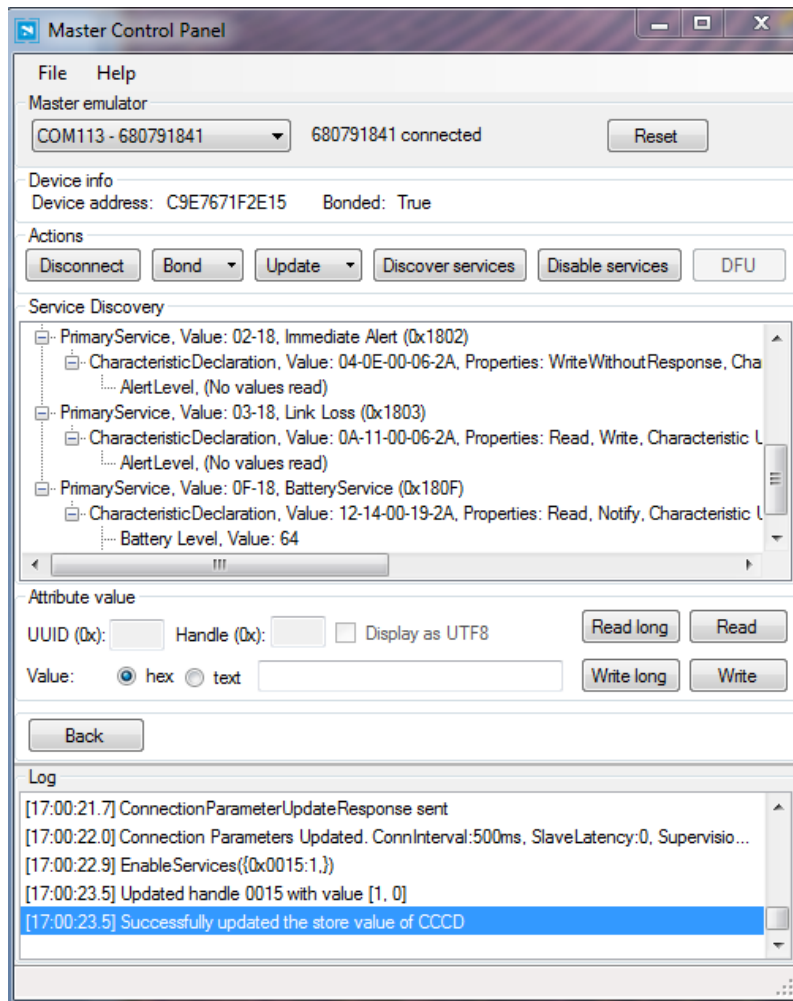 Master Control Panel
File Help
Master emulator
COM113 - 680791841 680791841 connected Reset
Device info
Device address: C9E7671F2E15 Bonded: True
Actions
Disconnect Bond Update Discover services Disable services DFU
Service Discovery
PrimaryService, Value: 02-18, Immediate Alert (0x1802)
CharacteristicDeclaration, Value: 04-0E-00-06-2A, Properties: WriteWithoutResponse, Cha
AlertLevel, (No values read)
PrimaryService, Value: 03-18, Link Loss (0x1803)
CharacteristicDeclaration, Value: 0A-11-00-06-2A, Properties: Read, Write, Characteristic U
AlertLevel, (No values read)
PrimaryService, Value: 0F-18, BatteryService (0x180F)
CharacteristicDeclaration, Value: 12-14-00-19-2A, Properties: Read, Notify, Characteristic U
Battery Level, Value: 64
Attribute value
UUID (0x): Handle (0x): Display as UTF8 Read long Read
Value: hex text Write long Write
Back
Log
[17:00:21.7] ConnectionParameterUpdateResponse sent
[17:00:22.0] Connection Parameters Updated. ConnInterval:500ms, SlaveLatency:0, Supervisio...
[17:00:22.9] EnableServices({0x0015:1,})
[17:00:23.5] Updated handle 0015 with value [1, 0]
[17:00:23.5] Successfully updated the store value of CCCD